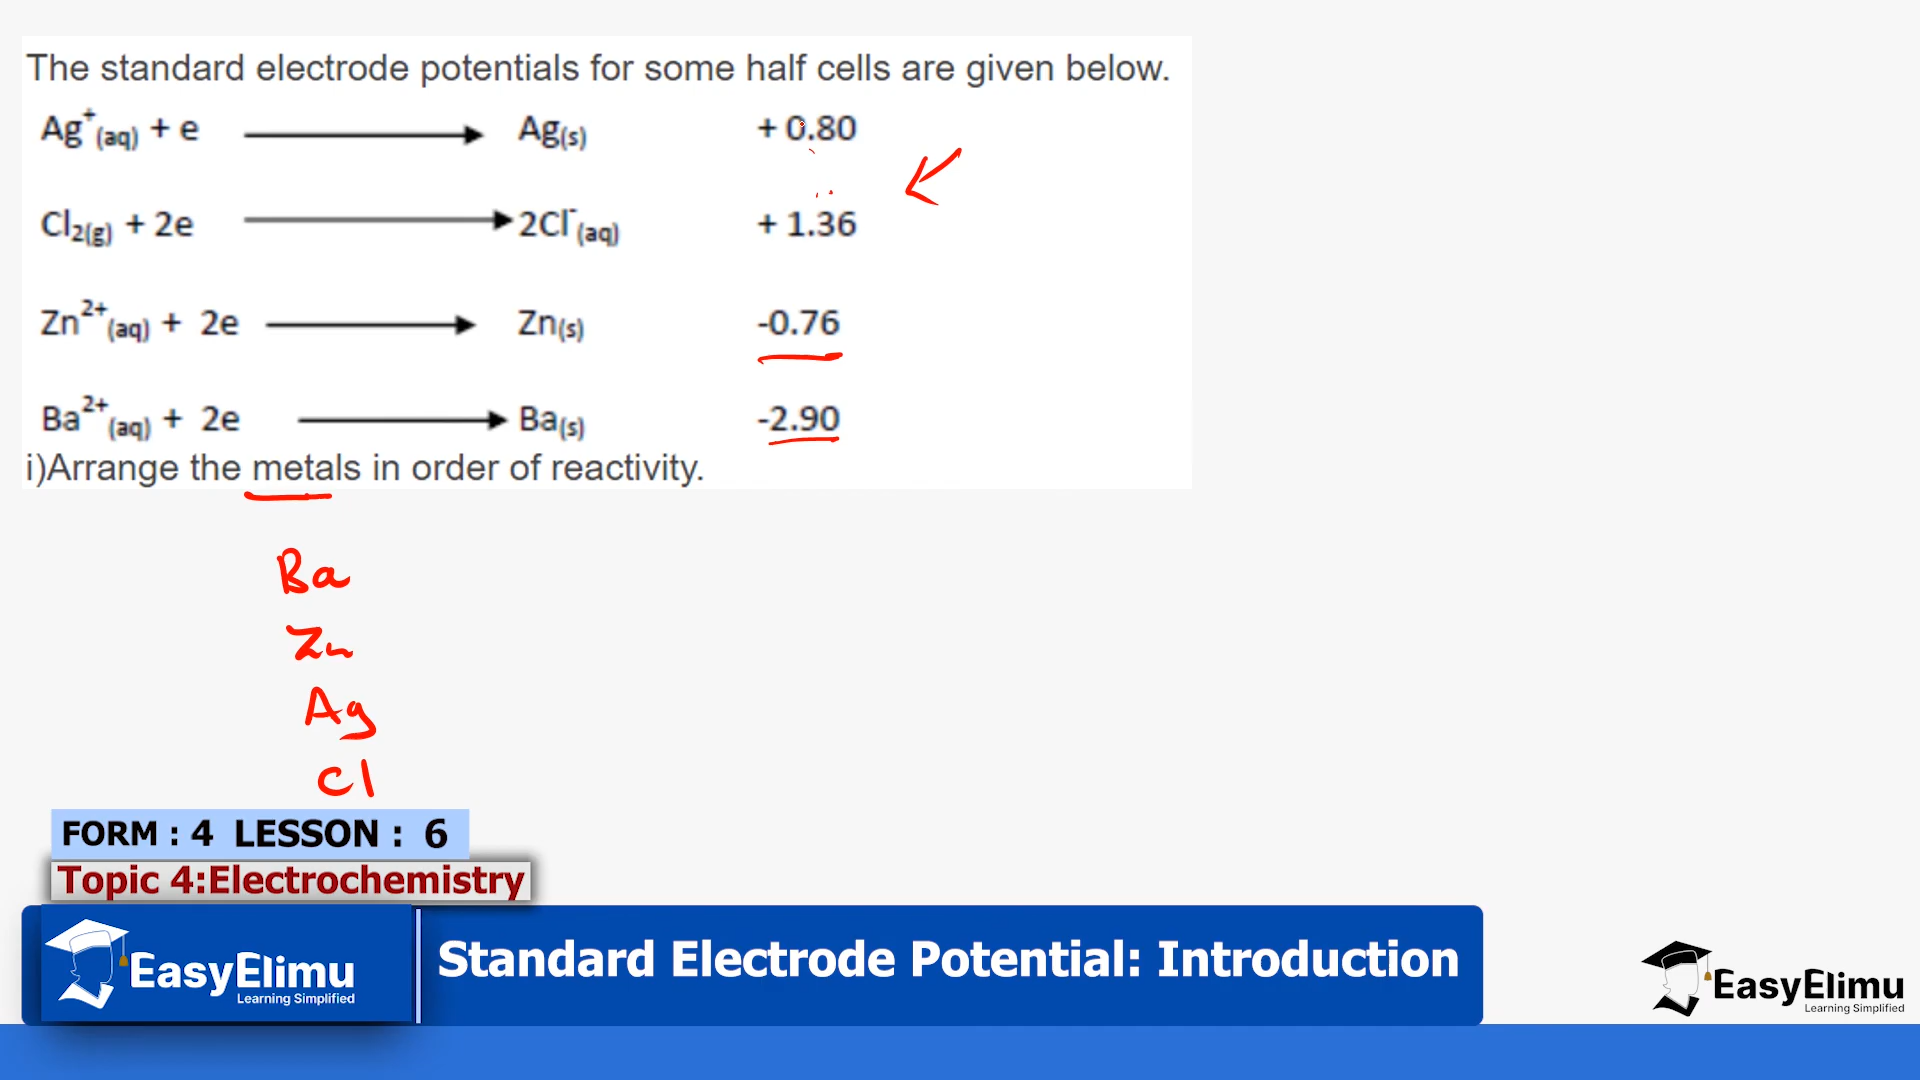 The standard electrode potentials for some half cells are given below.
Ag⁺(aq) + e ⟶ Ag(s) + 0.80
Cl₂(g) + 2e ⟶ 2Cl⁻(aq) + 1.36
Zn²⁺(aq) + 2e ⟶ Zn(s) -0.76
Ba²⁺(aq) + 2e ⟶ Ba(s) -2.90
i)Arrange the metals in order of reactivity.
Ba
Zn
Ag
Cl
FORM : 4 LESSON : 6
Topic 4:Electrochemistry
EasyElimu
Learning Simplified
Standard Electrode Potential: Introduction
EasyElimu
Learning Simplified